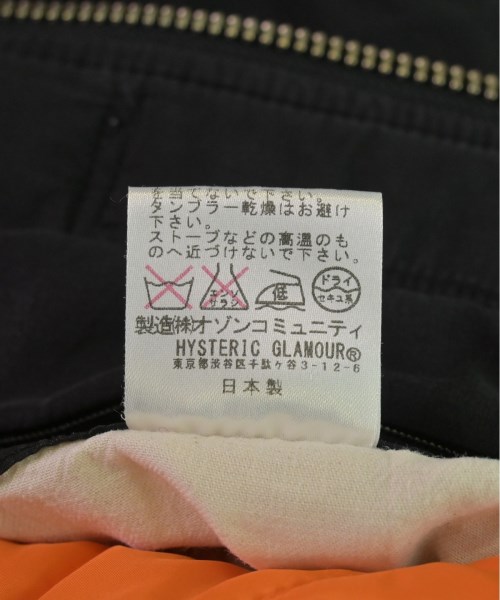 を当てないで下さい。
タンブラー乾燥はお避け
下さい。
ストーブなどの高温のも
のへ近づけないで下さい。
エンソ
サラシ
低
ドライ
セキユ系
製造㈱オゾンコミュニティ
HYSTERIC GLAMOUR®
東京都渋谷区千駄ヶ谷3-12-6
日本製